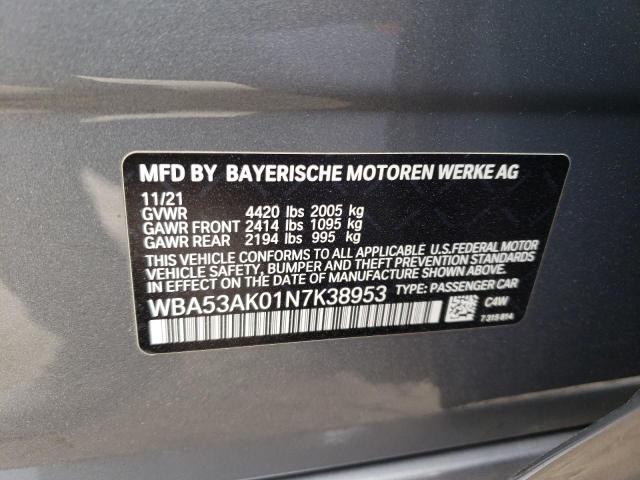 MFD BY BAYERISCHE MOTOREN WERKE AG
11/21
GVWR 4420 lbs 2005 kg
GAWR FRONT 2414 lbs 1095 kg
GAWR REAR 2194 lbs 995 kg
THIS VEHICLE CONFORMS TO ALL APPLICABLE U.S.FEDERAL MOTOR
VEHICLE SAFETY, BUMPER AND THEFT PREVENTION STANDARDS
IN EFFECT ON THE DATE OF MANUFACTURE SHOWN ABOVE.
WBA53AK01N7K38953 TYPE: PASSENGER CAR
C4W
7315814